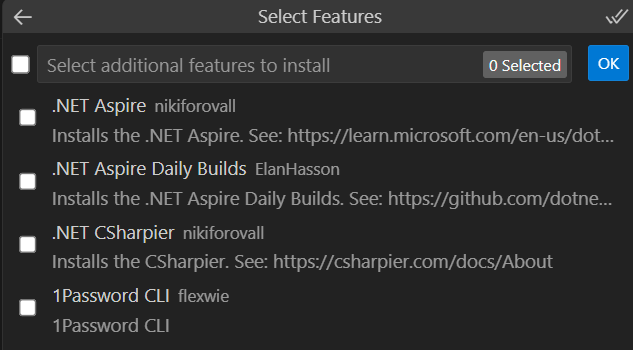 Select Features
Select additional features to install 0 Selected OK
.NET Aspire nikiforovall
Installs the .NET Aspire. See: https://learn.microsoft.com/en-us/dot...
.NET Aspire Daily Builds ElanHasson
Installs the .NET Aspire Daily Builds. See: https://github.com/dotne...
.NET CSharpier nikiforovall
Installs the CSharpier. See: https://csharpier.com/docs/About
1Password CLI flexwie
1Password CLI